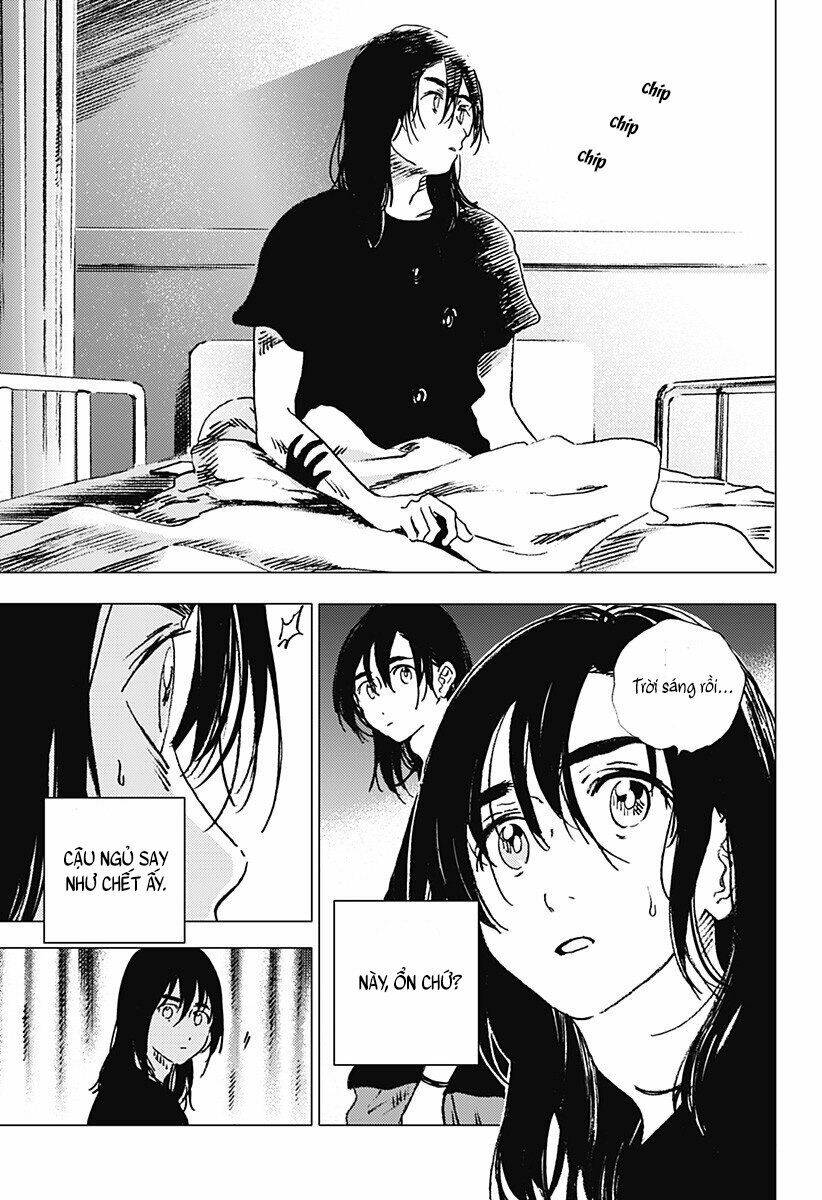 chíp
chíp
chíp
Trời sáng rồi...
NÀY, ỔN CHỨ?
CẬU NGỦ SAY
NHƯ CHẾT ẤY.